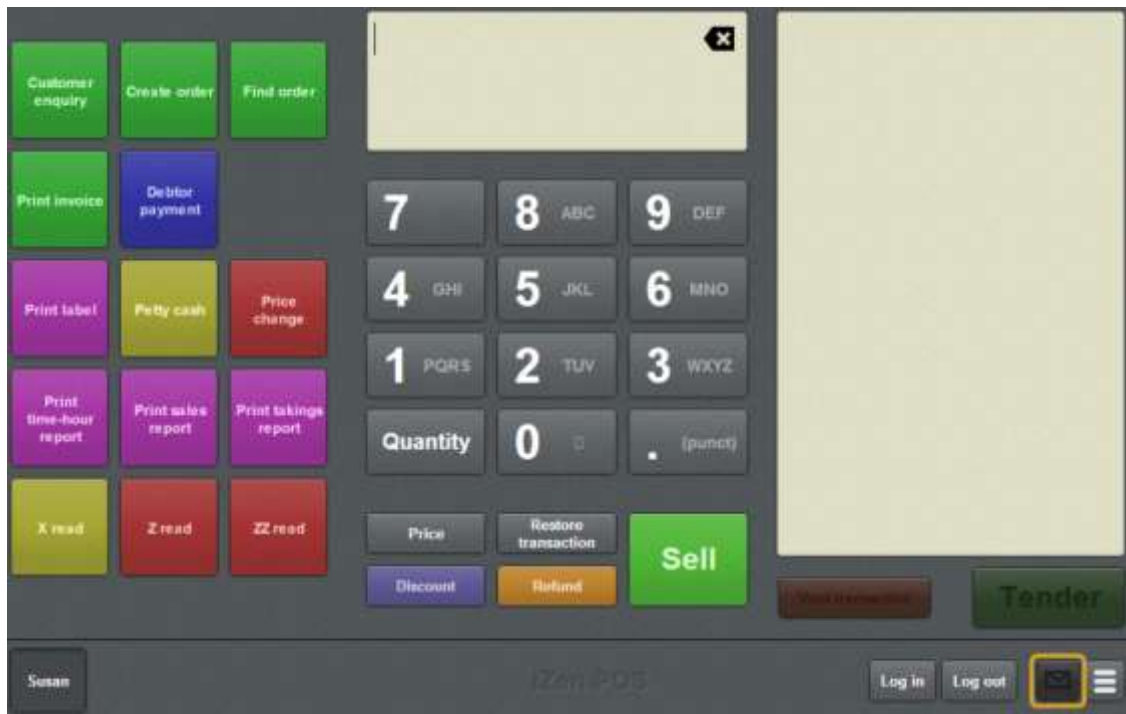 Customer
enquiry
Create order
Find order
Print invoice
Debtor
payment
Print label
Petty cash
Price
change
Print
time-hour
report
Print sales
report
Print takings
report
X read
Z read
ZZ read
7
8 ABC
9 DEF
4 GHI
5 JKL
6 MNO
1 PQRS
2 TUV
3 WXYZ
Quantity
0
. (punct)
Price
Restore
transaction
Sell
Discount
Refund
Void transaction
Tender
Susan
Log in
Log out